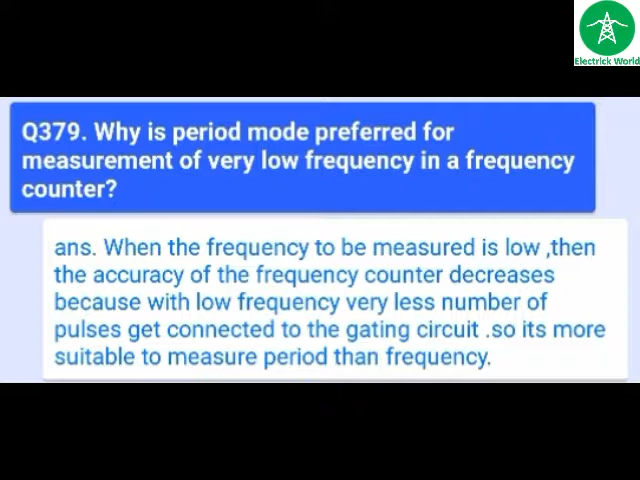 Electrick World
Q379. Why is period mode preferred for
measurement of very low frequency in a frequency
counter?
ans. When the frequency to be measured is low ,then
the accuracy of the frequency counter decreases
because with low frequency very less number of
pulses get connected to the gating circuit .so its more
suitable to measure period than frequency.